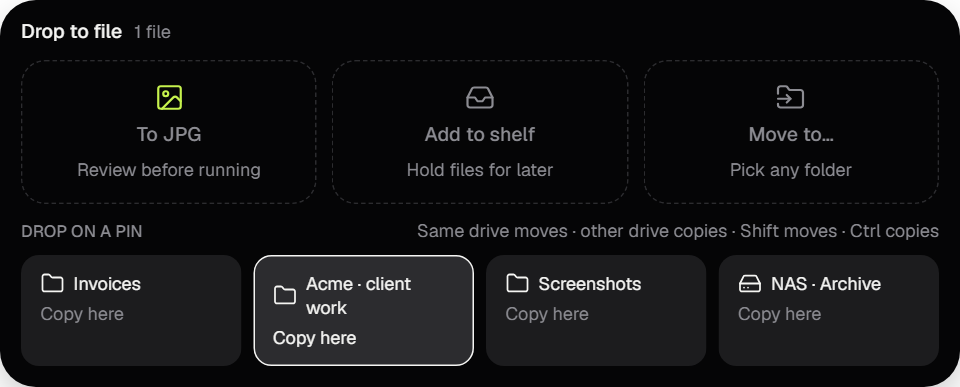 Drop to file 1 file
To JPG
Review before running
Add to shelf
Hold files for later
Move to...
Pick any folder
DROP ON A PIN
Same drive moves · other drive copies · Shift moves · Ctrl copies
Invoices
Copy here
Acme · client
work
Copy here
Screenshots
Copy here
NAS · Archive
Copy here